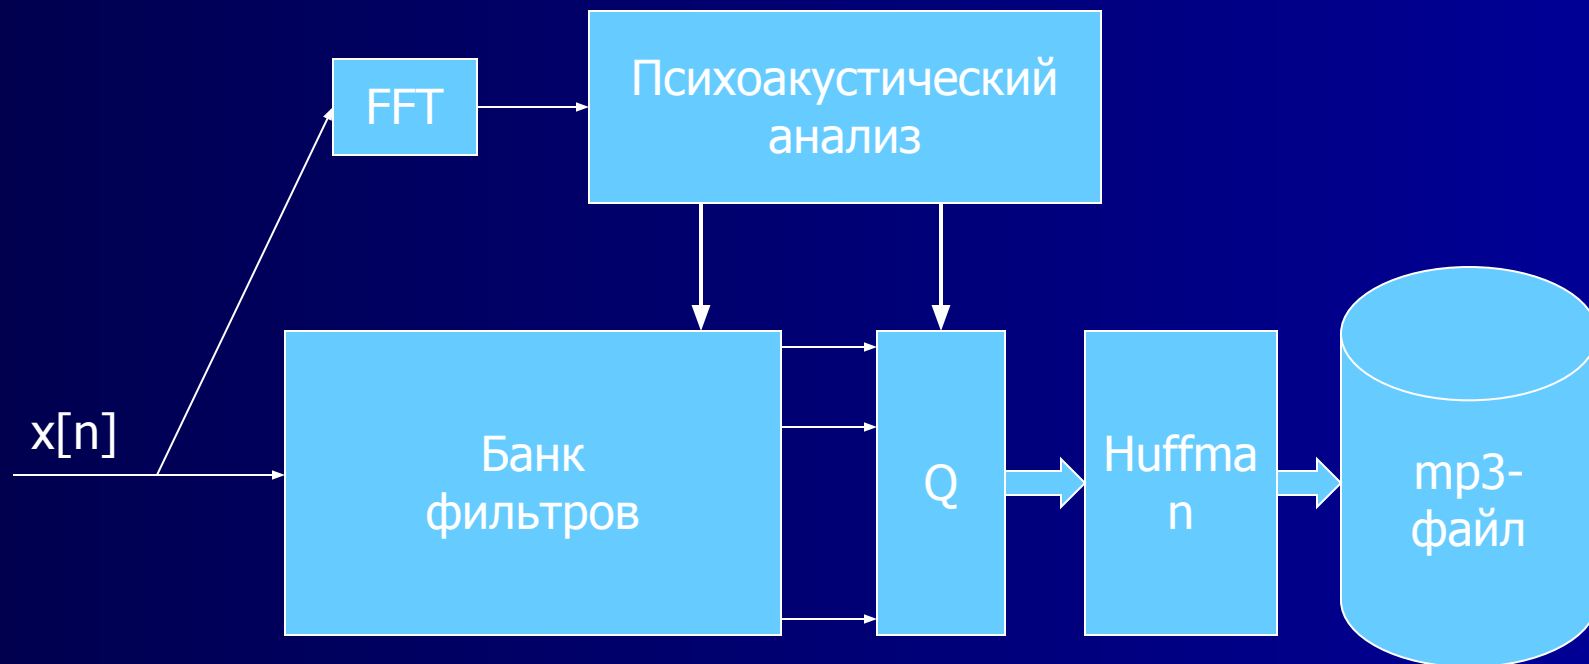 FFT
Психоакустический
анализ
x[n]
Банк
фильтров
Q
Huffma
n
mp3-
файл